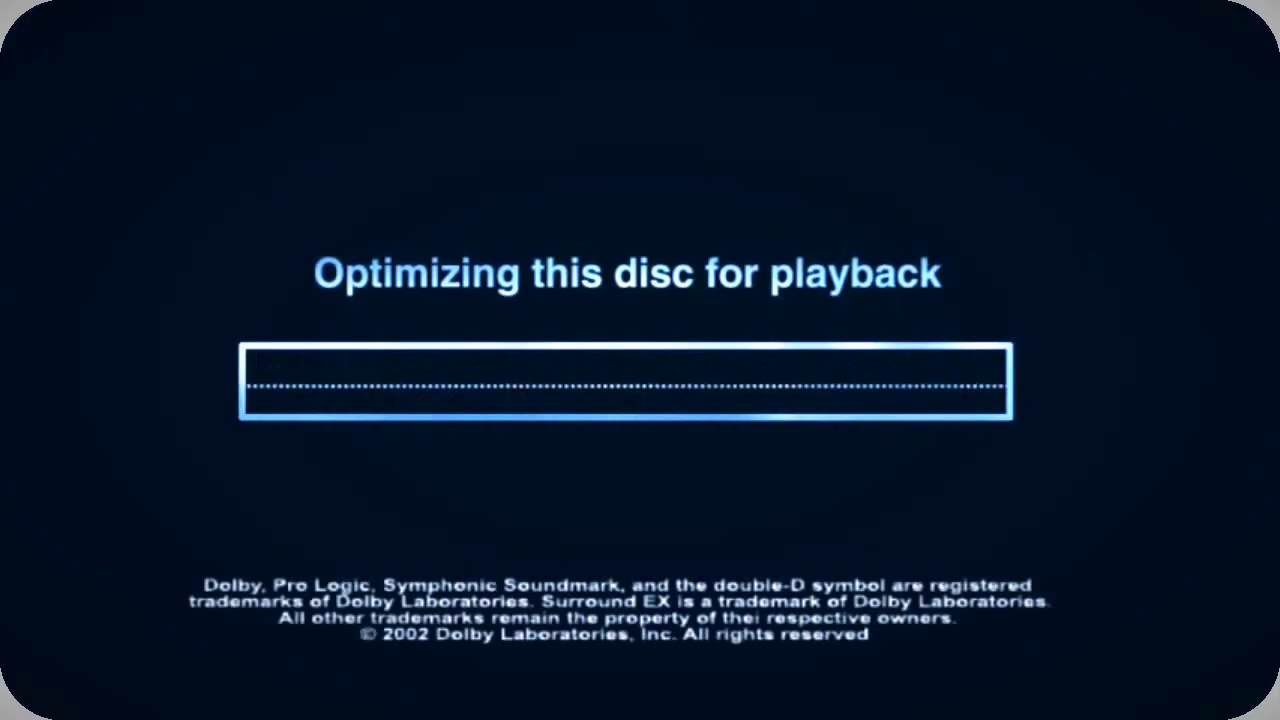 Optimizing this disc for playback
Dolby, Pro Logic, Symphonic Soundmark, and the double-D symbol are registered
trademarks of Dolby Laboratories. Surround EX is a trademark of Dolby Laboratories.
All other trademarks remain the property of thei respective owners.
© 2002 Dolby Laboratories, Inc. All rights reserved